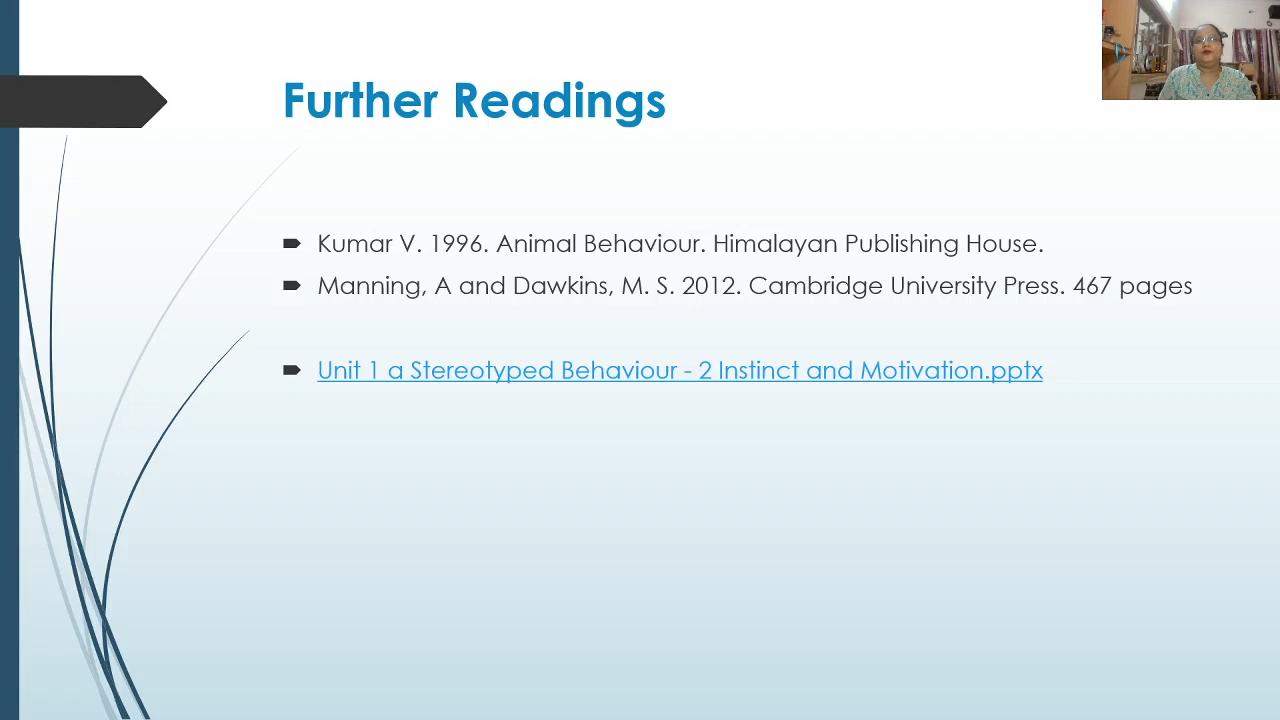 Further Readings
Kumar V. 1996. Animal Behaviour. Himalayan Publishing House.
Manning, A and Dawkins, M. S. 2012. Cambridge University Press. 467 pages
Unit 1 a Stereotyped Behaviour - 2 Instinct and Motivation.pptx